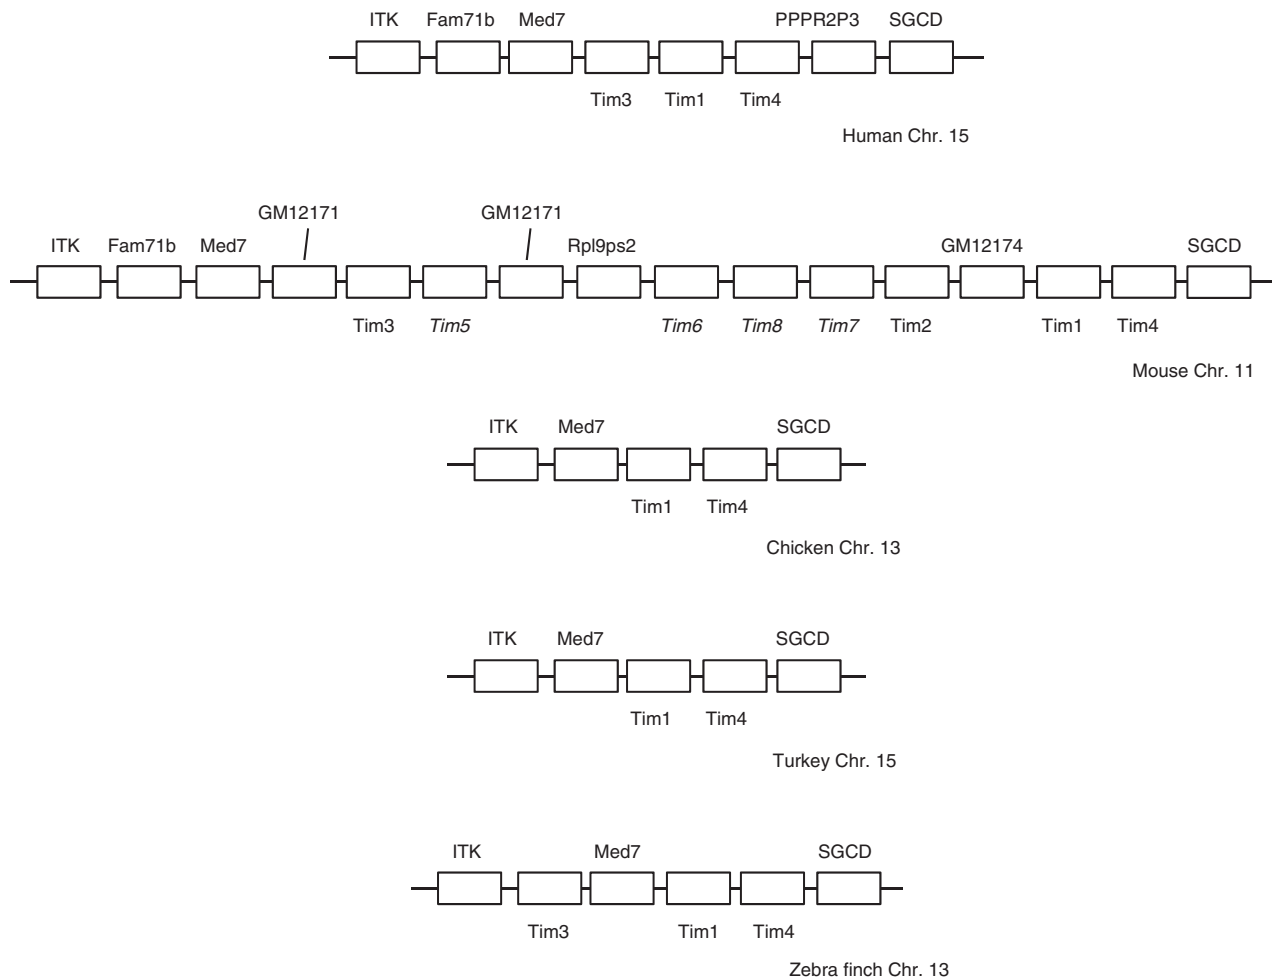 ITK Fam71b Med7 PPPR2P3 SGCD
Tim3 Tim1 Tim4
Human Chr. 15
GM12171 GM12171
ITK Fam71b Med7 Rpl9ps2 GM12174 SGCD
Tim3 Tim5 Tim6 Tim8 Tim7 Tim2 Tim1 Tim4
Mouse Chr. 11
ITK Med7 SGCD
Tim1 Tim4
Chicken Chr. 13
ITK Med7 SGCD
Tim1 Tim4
Turkey Chr. 15
ITK Med7 SGCD
Tim3 Tim1 Tim4
Zebra finch Chr. 13